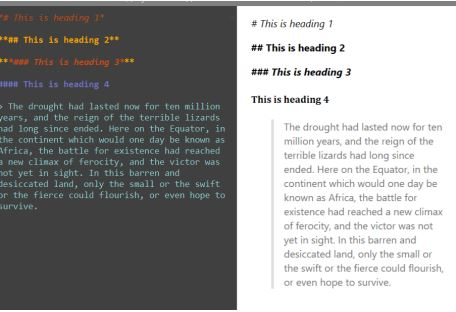 *# This is heading 1*
**## This is heading 2**
***### This is heading 3***
#### This is heading 4
> The drought had lasted now for ten million
years, and the reign of the terrible lizards
had long since ended. Here on the Equator, in
the continent which would one day be known as
Africa, the battle for existence had reached
a new climax of ferocity, and the victor was
not yet in sight. In this barren and
desiccated land, only the small or the swift
or the fierce could flourish, or even hope to
survive.
# This is heading 1
## This is heading 2
### This is heading 3
This is heading 4
The drought had lasted now for ten
million years, and the reign of the
terrible lizards had long since
ended. Here on the Equator, in the
continent which would one day be
known as Africa, the battle for
existence had reached a new climax
of ferocity, and the victor was not
yet in sight. In this barren and
desiccated land, only the small or
the swift or the fierce could flourish,
or even hope to survive.